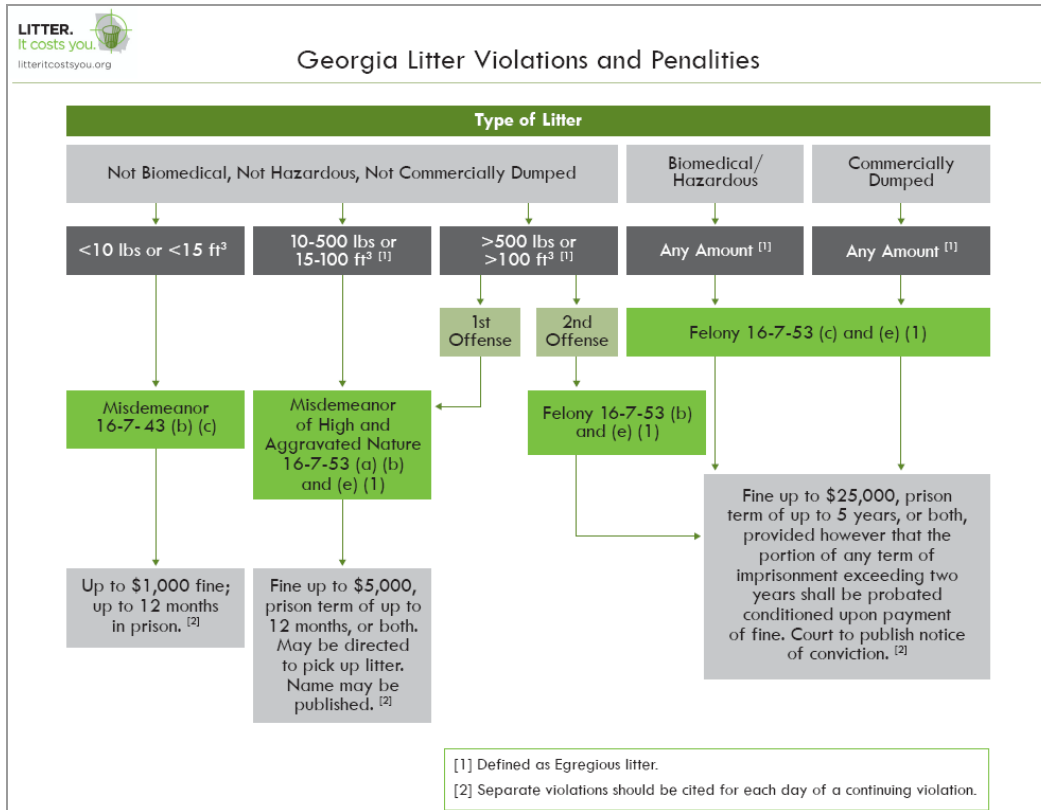 LITTER.
It costs you.
litteritcostsyou.org
Georgia Litter Violations and Penalities
Type of Litter
Not Biomedical, Not Hazardous, Not Commercially Dumped
Biomedical/
Hazardous
Commercially
Dumped
<10 lbs or <15 ft³
10-500 lbs or
15-100 ft³ [1]
>500 lbs or
>100 ft³ [1]
Any Amount [1]
Any Amount [1]
1st
Offense
2nd
Offense
Felony 16-7-53 (c) and (e) (1)
Misdemeanor
16-7- 43 (b) (c)
Misdemeanor
of High and
Aggravated Nature
16-7-53 (a) (b)
and (e) (1)
Felony 16-7-53 (b)
and (e) (1)
Up to $1,000 fine;
up to 12 months
in prison. [2]
Fine up to $5,000,
prison term of up to
12 months, or both.
May be directed
to pick up litter.
Name may be
published. [2]
Fine up to $25,000, prison
term of up to 5 years, or both,
provided however that the
portion of any term of
imprisonment exceeding two
years shall be probated
conditioned upon payment
of fine. Court to publish notice
of conviction. [2]
[1] Defined as Egregious litter.
[2] Separate violations should be cited for each day of a continuing violation.